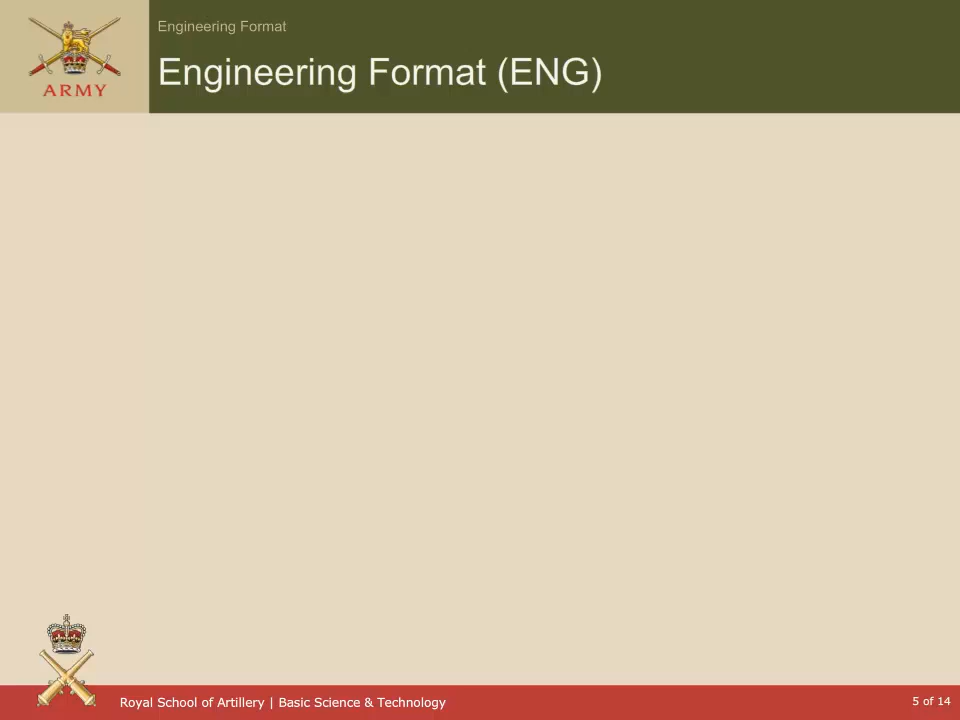 Engineering Format
Engineering Format (ENG)
ARMY
Royal School of Artillery | Basic Science & Technology
5 of 14